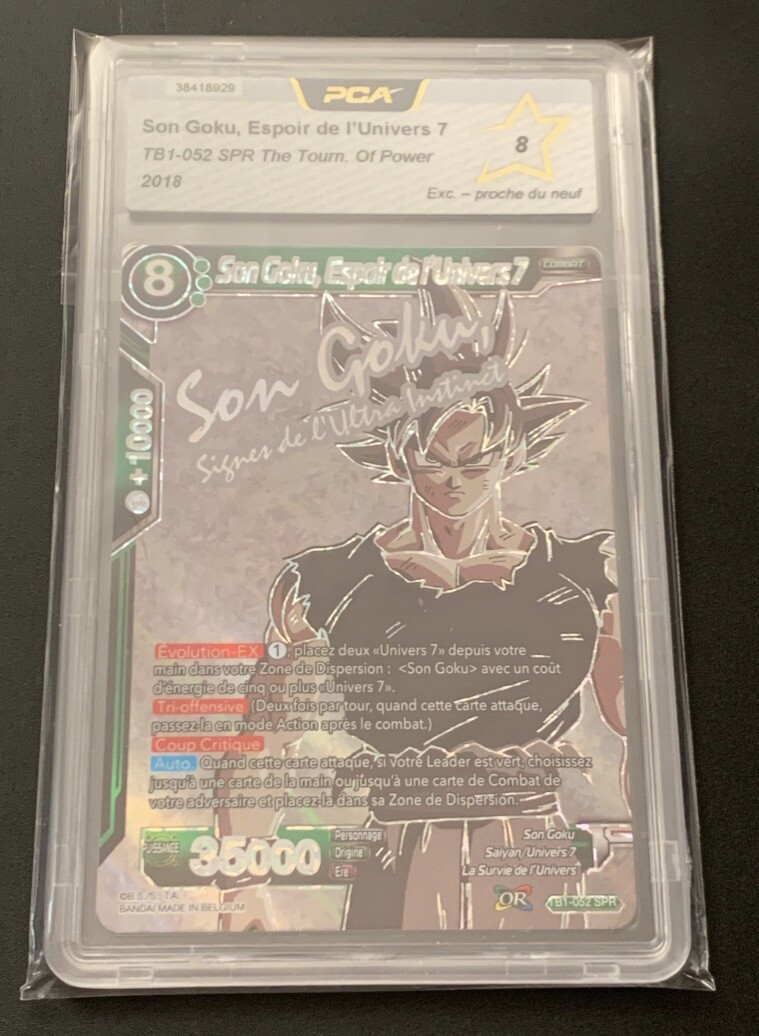 38418929
PCA
Son Goku, Espoir de l'Univers 7
TB1-052 SPR The Tourn. Of Power
2018
8
Exc. – proche du neuf
8
Son Goku, Espoir de l'Univers 7
COMBAT
+10000
Son Goku,
Signes de l'Ultra Instinct
Évolution-EX 1 ; placez deux «Univers 7» depuis votre
main dans votre Zone de Dispersion : <Son Goku> avec un coût
d'énergie de cinq ou plus «Univers 7».
Tri-offensive (Deux fois par tour, quand cette carte attaque,
passez-la en mode Action après le combat.)
Coup Critique
Auto Quand cette carte attaque, si votre Leader est vert, choisissez
jusqu'à une carte de la main ou jusqu'à une carte de Combat de
votre adversaire et placez-la dans sa Zone de Dispersion.
PUISSANCE
35000
Personnage Son Goku
Origine Saiyan/Univers 7
Ère La Survie de l'Univers
©B.S./S., T.A.
BANDAI MADE IN BELGIUM
QR
TB1-052 SPR